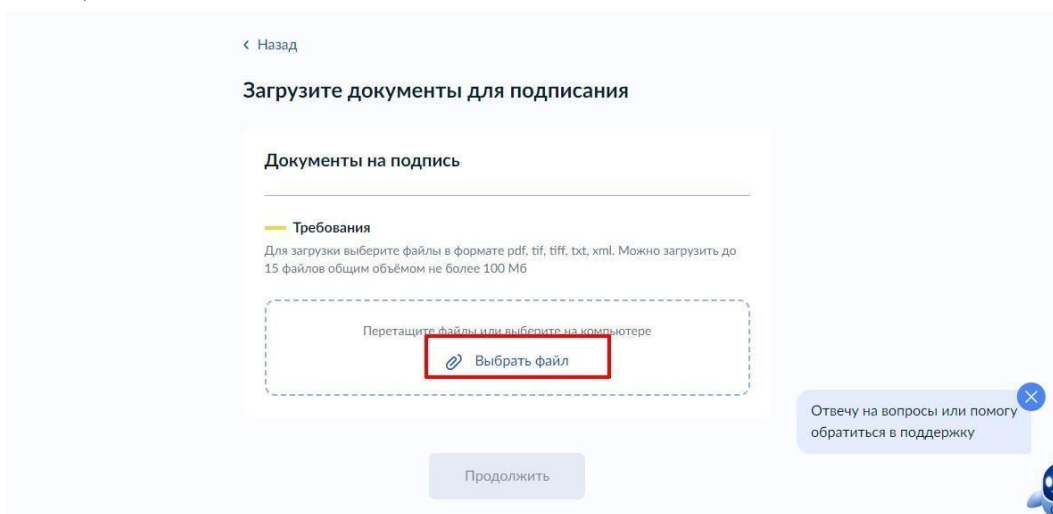 Назад
Загрузите документы для подписания
Документы на подпись
Требования
Для загрузки выберите файлы в формате pdf, tif, tiff, txt, xml. Можно загрузить до
15 файлов общим объёмом не более 100 Мб
Перетащите файлы или выберите на компьютере
Выбрать файл
Отвечу на вопросы или помогу
обратиться в поддержку
Продолжить